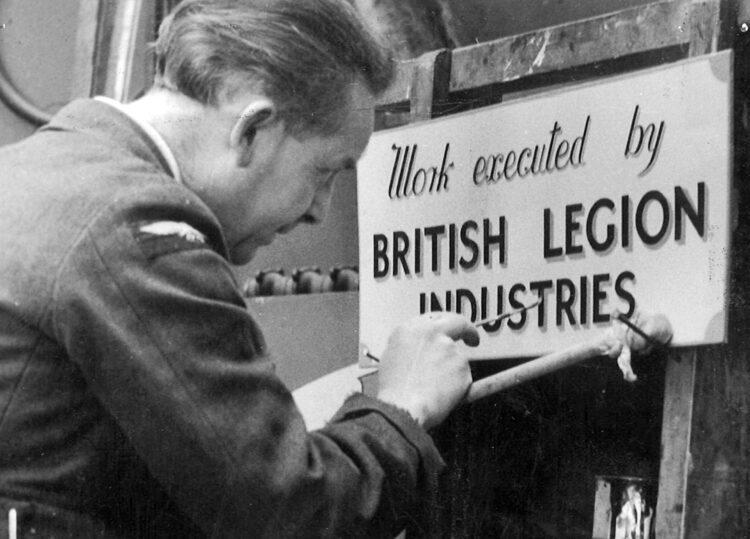 Work executed by
BRITISH LEGION
INDUSTRIES